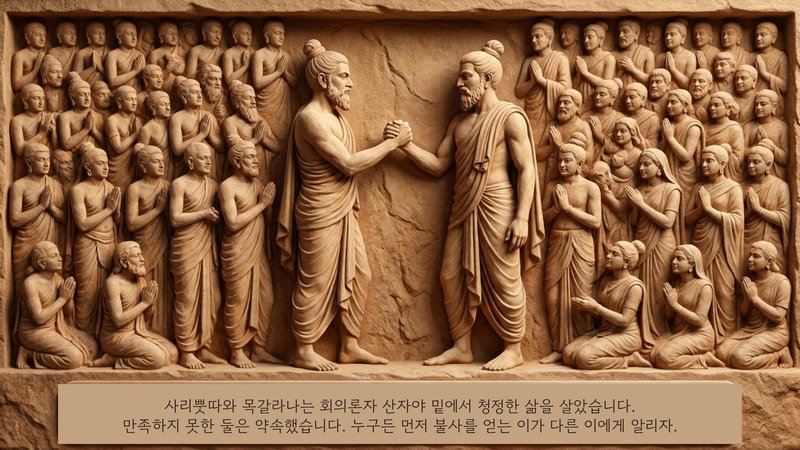 사리뿟따와 목갈라나는 회의론자 산자야 밑에서 청정한 삶을 살았습니다.
만족하지 못한 둘은 약속했습니다. 누구든 먼저 불사를 얻는 이가 다른 이에게 알리자.